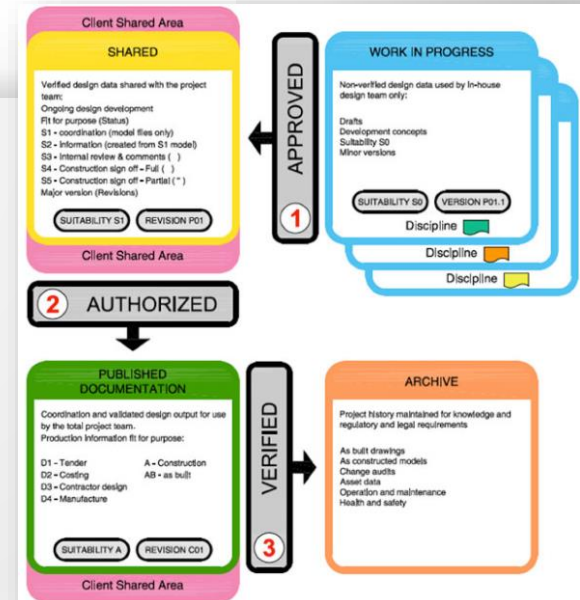 Client Shared Area
SHARED
Verified design data shared with the project
team:
Ongoing design development
Fit for purpose (Status)
S1 - coordination (model files only)
S2 - Information (created from S1 model)
S3 - Internal review & comments ( )
S4 - Construction sign off - Full ( )
S5 - Construction sign off - Partial ( * )
Major version (Revisions)
SUITABILITY S1
REVISION P01
Client Shared Area
APPROVED
1
WORK IN PROGRESS
Non-verified design data used by In-house
design team only:
Drafts
Development concepts
Suitability S0
Minor versions
SUITABILITY S0
VERSION P01.1
Discipline
Discipline
Discipline
2 AUTHORIZED
PUBLISHED
DOCUMENTATION
Coordination and validated design output for use
by the total project team.
Production Information fit for purpose:
D1 - Tender
D2 - Costing
D3 - Contractor design
D4 - Manufacture
A - Construction
AB - as built
SUITABILITY A
REVISION C01
Client Shared Area
VERIFIED
3
ARCHIVE
Project history maintained for knowledge and
regulatory and legal requirements
As built drawings
As constructed models
Change audits
Asset data
Operation and maintenance
Health and safety